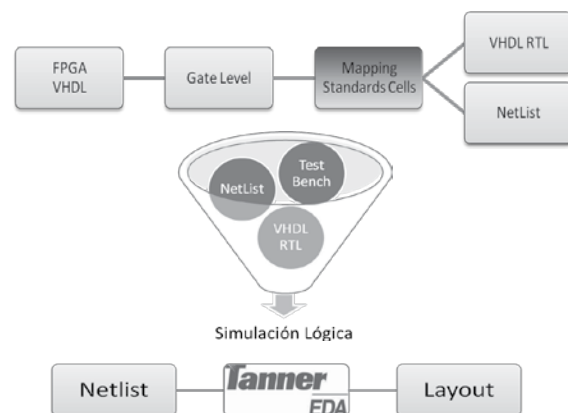 FPGA
VHDL
Gate Level
Mapping
Standards Cells
VHDL RTL
NetList
NetList
Test
Bench
VHDL
RTL
Simulación Lógica
Netlist
Tanner
EDA
Layout